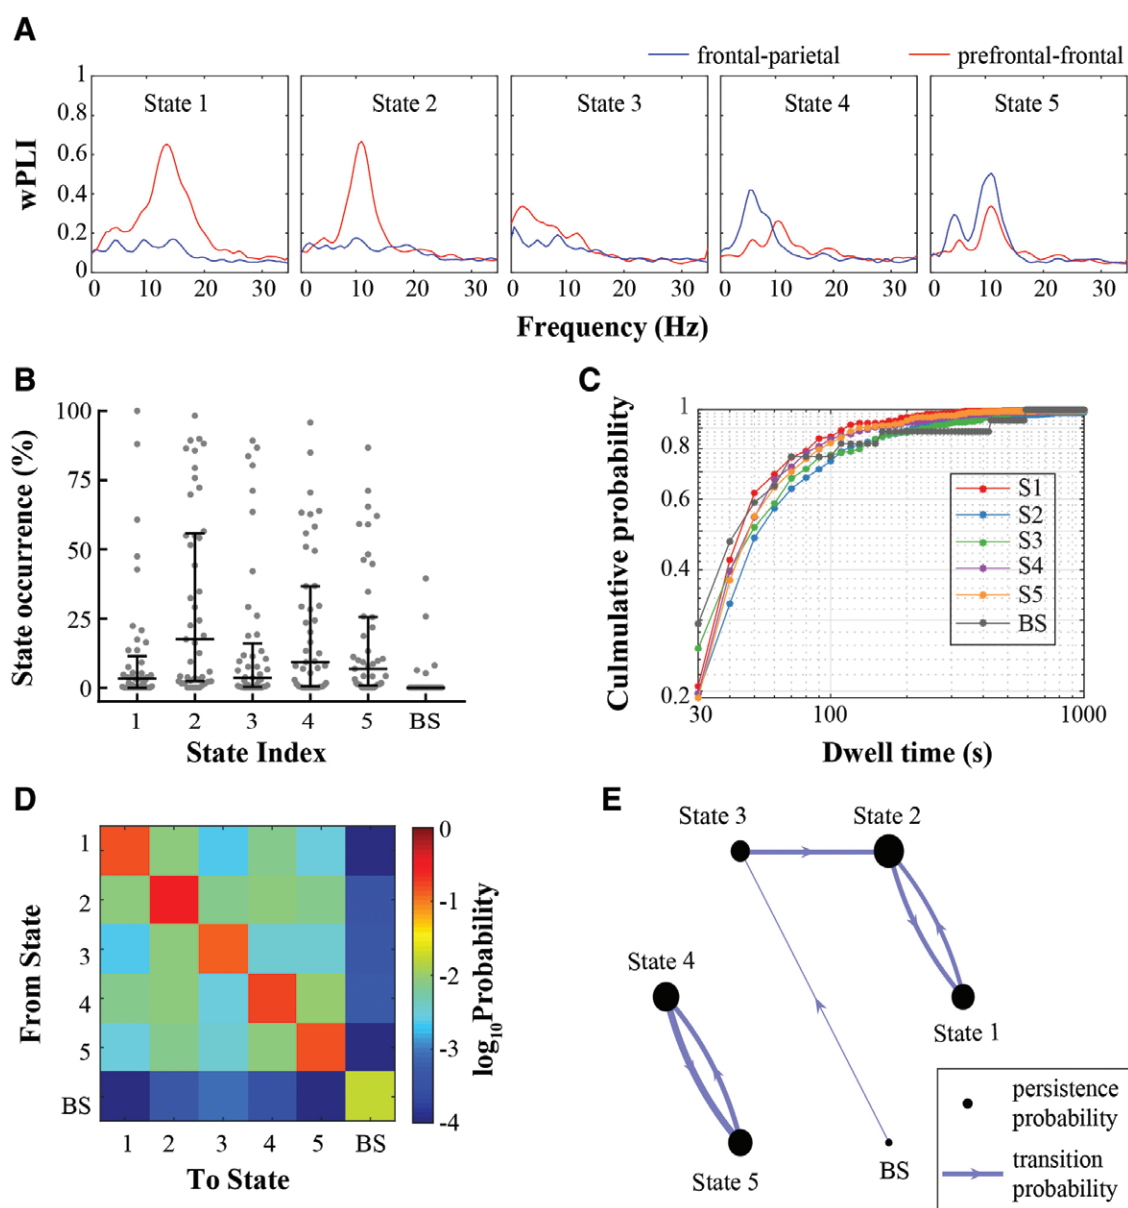 A
frontal-parietal prefrontal-frontal
State 1 State 2 State 3 State 4 State 5
wPLI
1
0.8
0.6
0.4
0.2
0
0 10 20 30 0 10 20 30 0 10 20 30 0 10 20 30 0 10 20 30
Frequency (Hz)
B
State occurrence (%)
100
75
50
25
0
1 2 3 4 5 BS
State Index
C
Culmulative probability
1
0.8
0.6
0.4
0.2
S1
S2
S3
S4
S5
BS
30 100 1000
Dwell time (s)
D
From State
1
2
3
4
5
BS
1 2 3 4 5 BS
To State
0
-1
-2
-3
-4
log10Probability
E
State 3 State 2
State 4
State 1
State 5
BS
persistence
probability
transition
probability